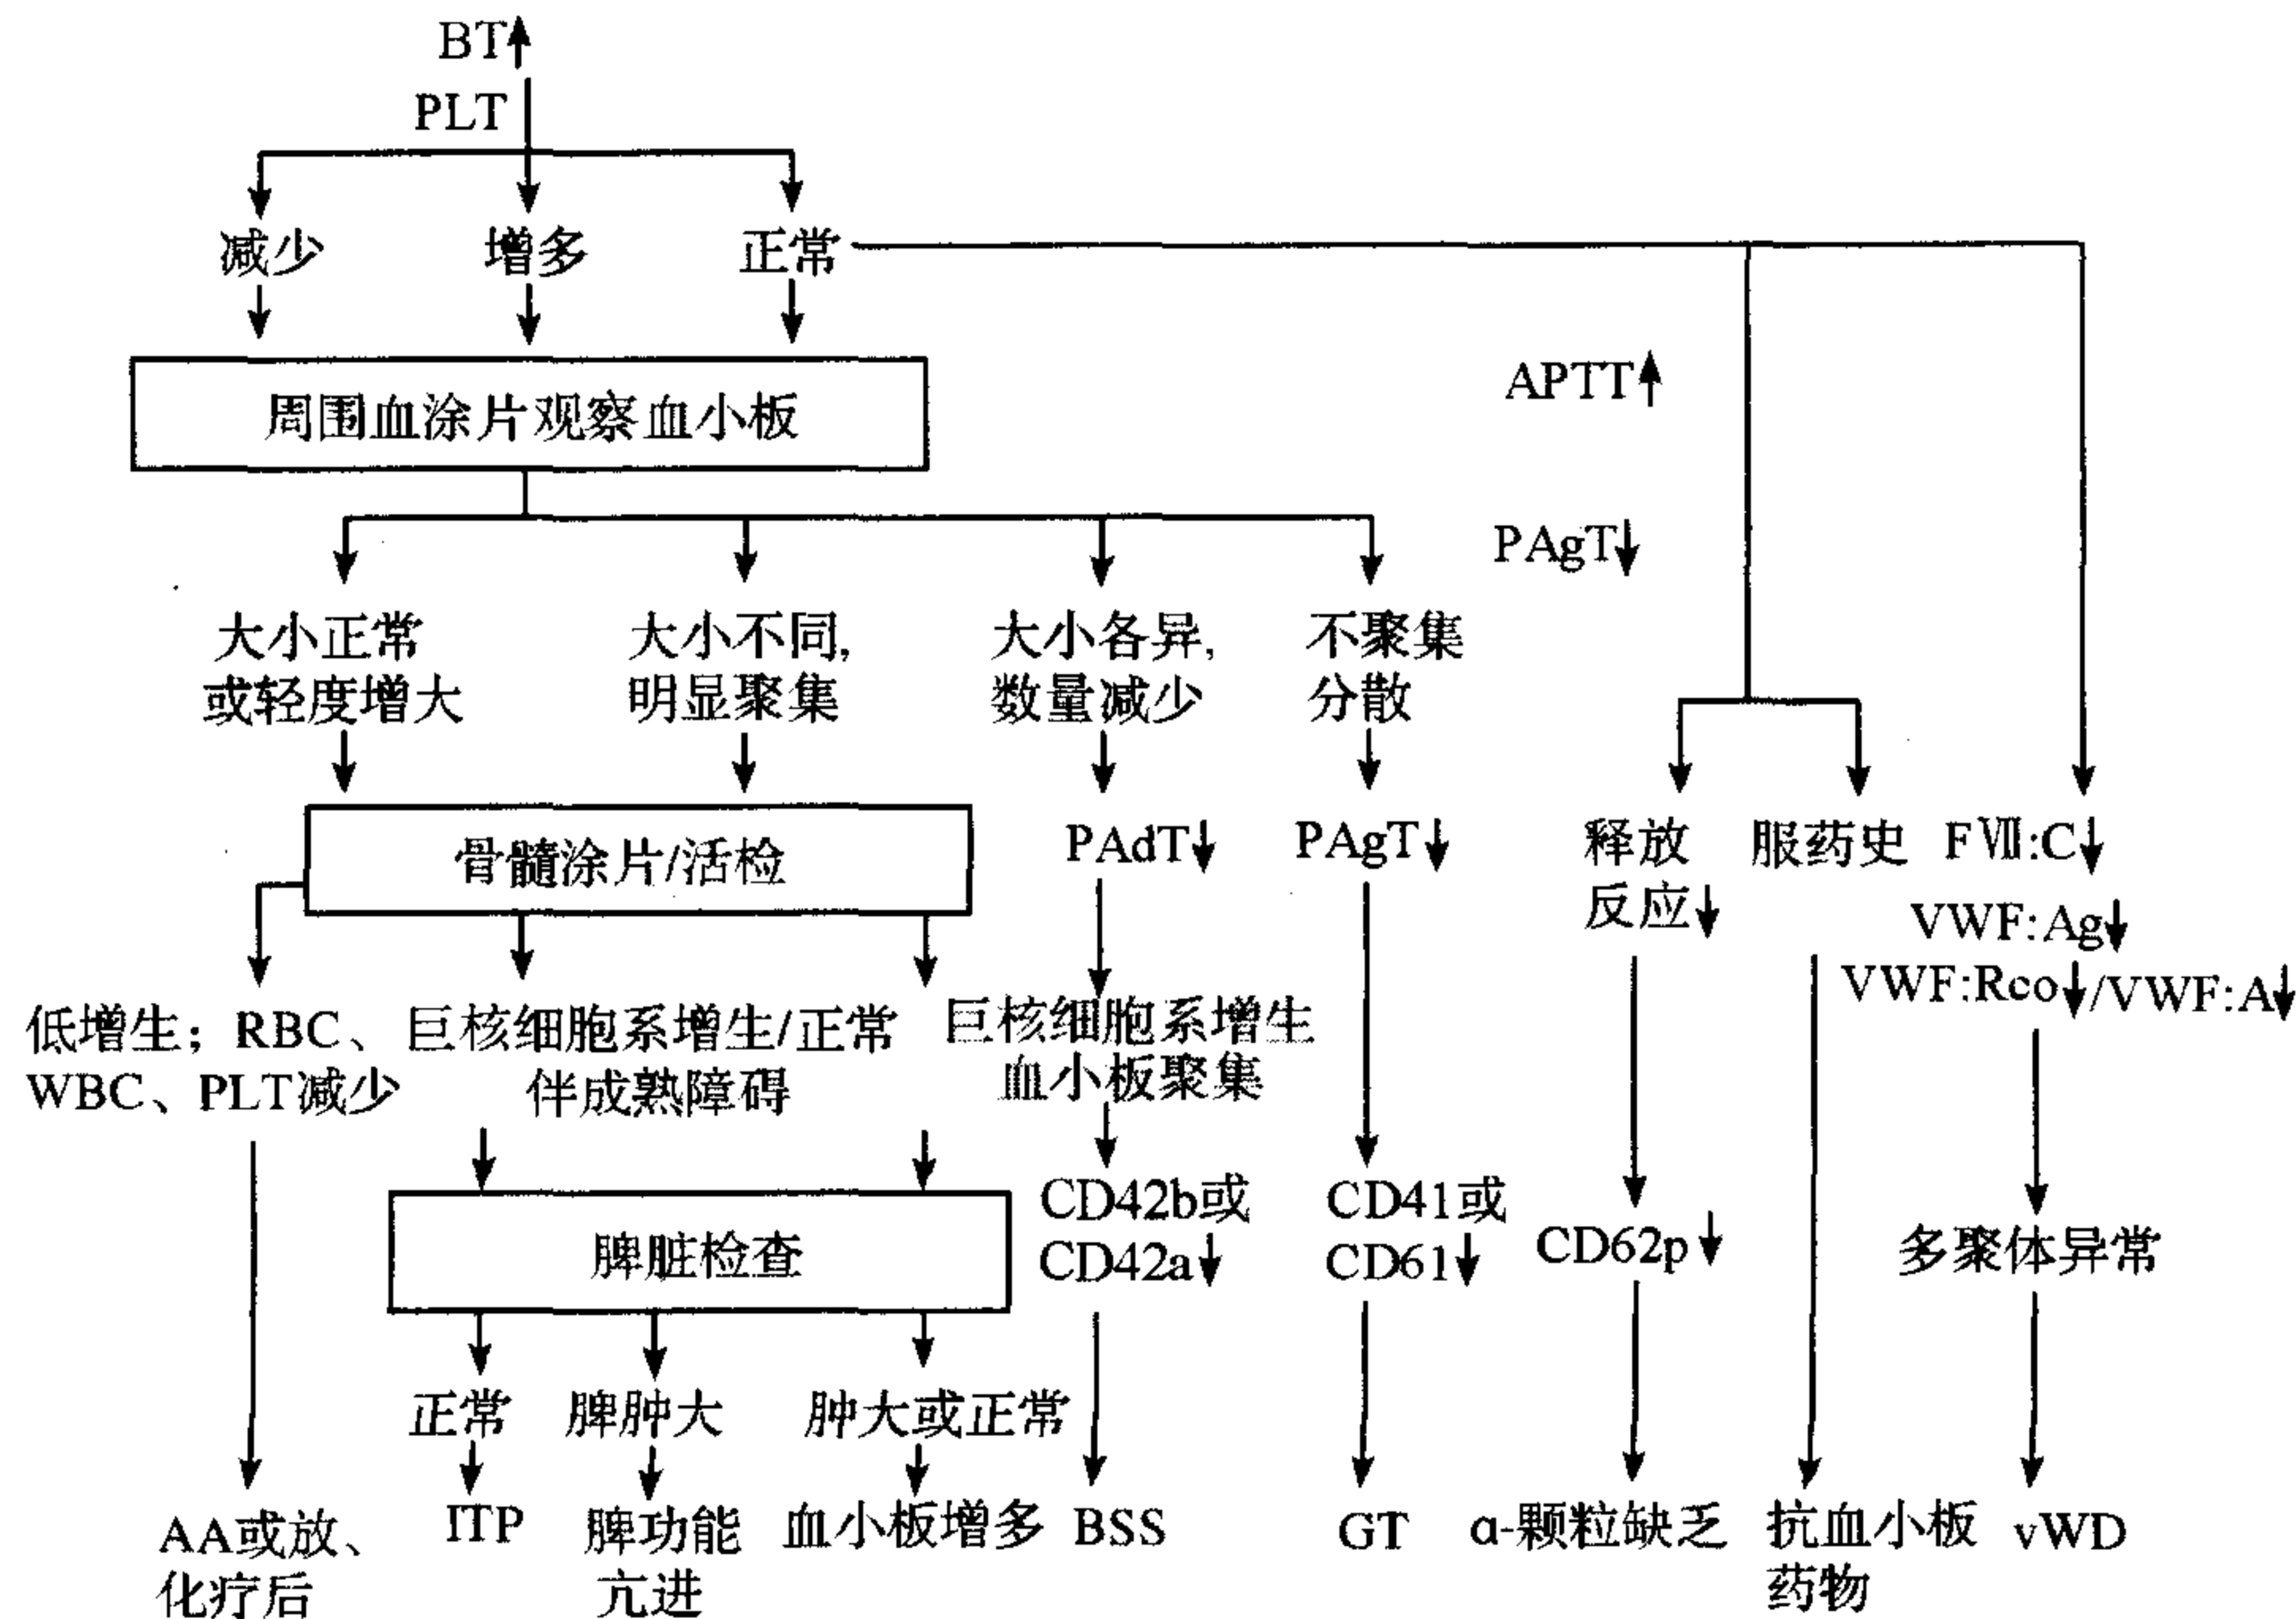 BT↑
PLT
减少 增多 正常
周围血涂片观察血小板
APTT↑
PAgT↓
大小正常
或轻度增大
大小不同,
明显聚集
大小各异,
数量减少
不聚集
分散
骨髓涂片/活检
PAdT↓
PAgT↓
释放
反应↓
服药史
FⅦ:C↓
VWF:Ag↓
VWF:Rco↓/VWF:A↓
低增生；RBC、
WBC、PLT减少
巨核细胞系增生/正常
伴成熟障碍
巨核细胞系增生
血小板聚集
脾脏检查
CD42b或
CD42a↓
CD41或
CD61↓
CD62p↓
多聚体异常
正常 脾肿大 肿大或正常
AA或放、
化疗后
ITP
脾功能
亢进
血小板增多
BSS
GT
α-颗粒缺乏
抗血小板
药物
vWD